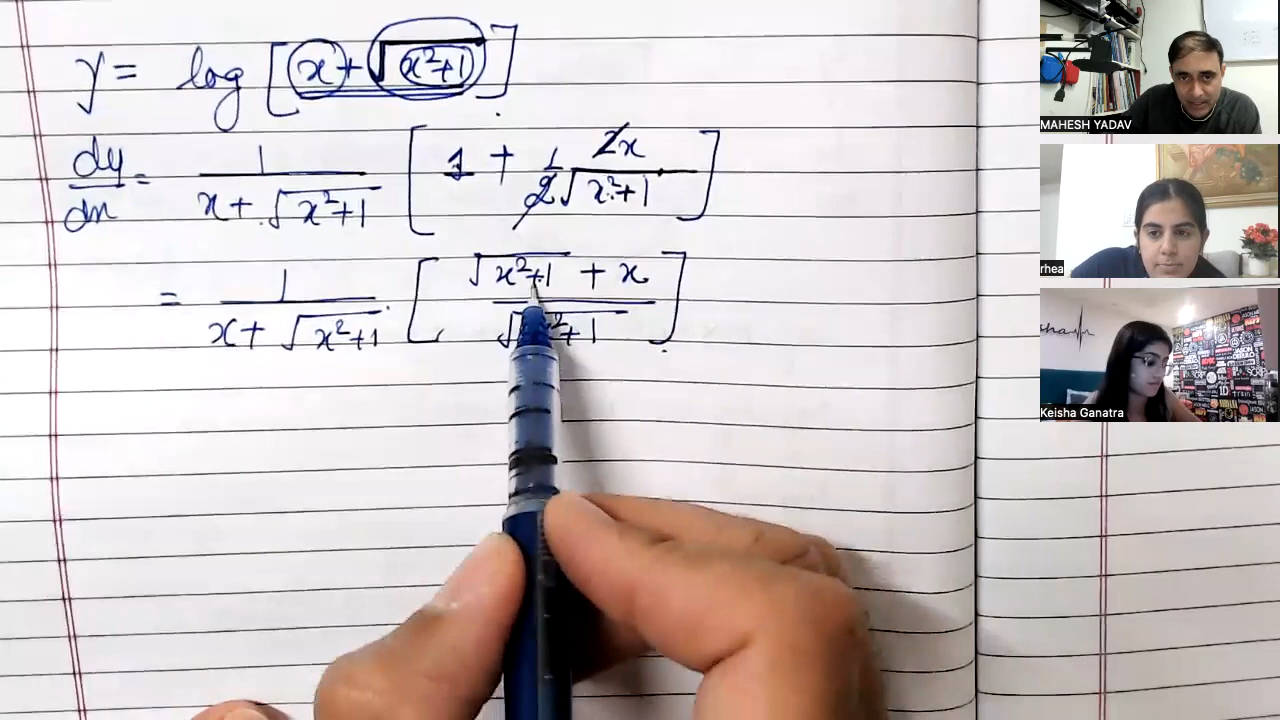 y = log [x + √(x²+1)]
dy/dx = 1/(x + √(x²+1)) [1 + 1/2 2x/√(x²+1)]
= 1/(x + √(x²+1)) · [(√(x²+1) + x)/√(x²+1)]
MAHESH YADAV
rhea
Keisha Ganatra